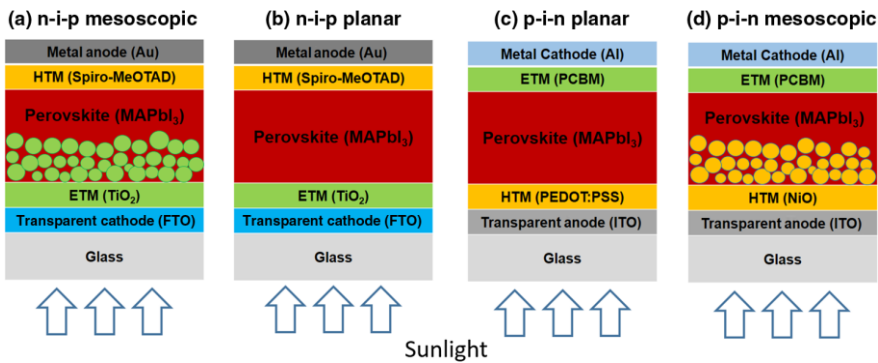 (a) n-i-p mesoscopic
Metal anode (Au)
HTM (Spiro-MeOTAD)
Perovskite (MAPbI₃)
ETM (TiO₂)
Transparent cathode (FTO)
Glass
(b) n-i-p planar
Metal anode (Au)
HTM (Spiro-MeOTAD)
Perovskite (MAPbI₃)
ETM (TiO₂)
Transparent cathode (FTO)
Glass
(c) p-i-n planar
Metal Cathode (Al)
ETM (PCBM)
Perovskite (MAPbI₃)
HTM (PEDOT:PSS)
Transparent anode (ITO)
Glass
(d) p-i-n mesoscopic
Metal Cathode (Al)
ETM (PCBM)
Perovskite (MAPbI₃)
HTM (NiO)
Transparent anode (ITO)
Glass
Sunlight